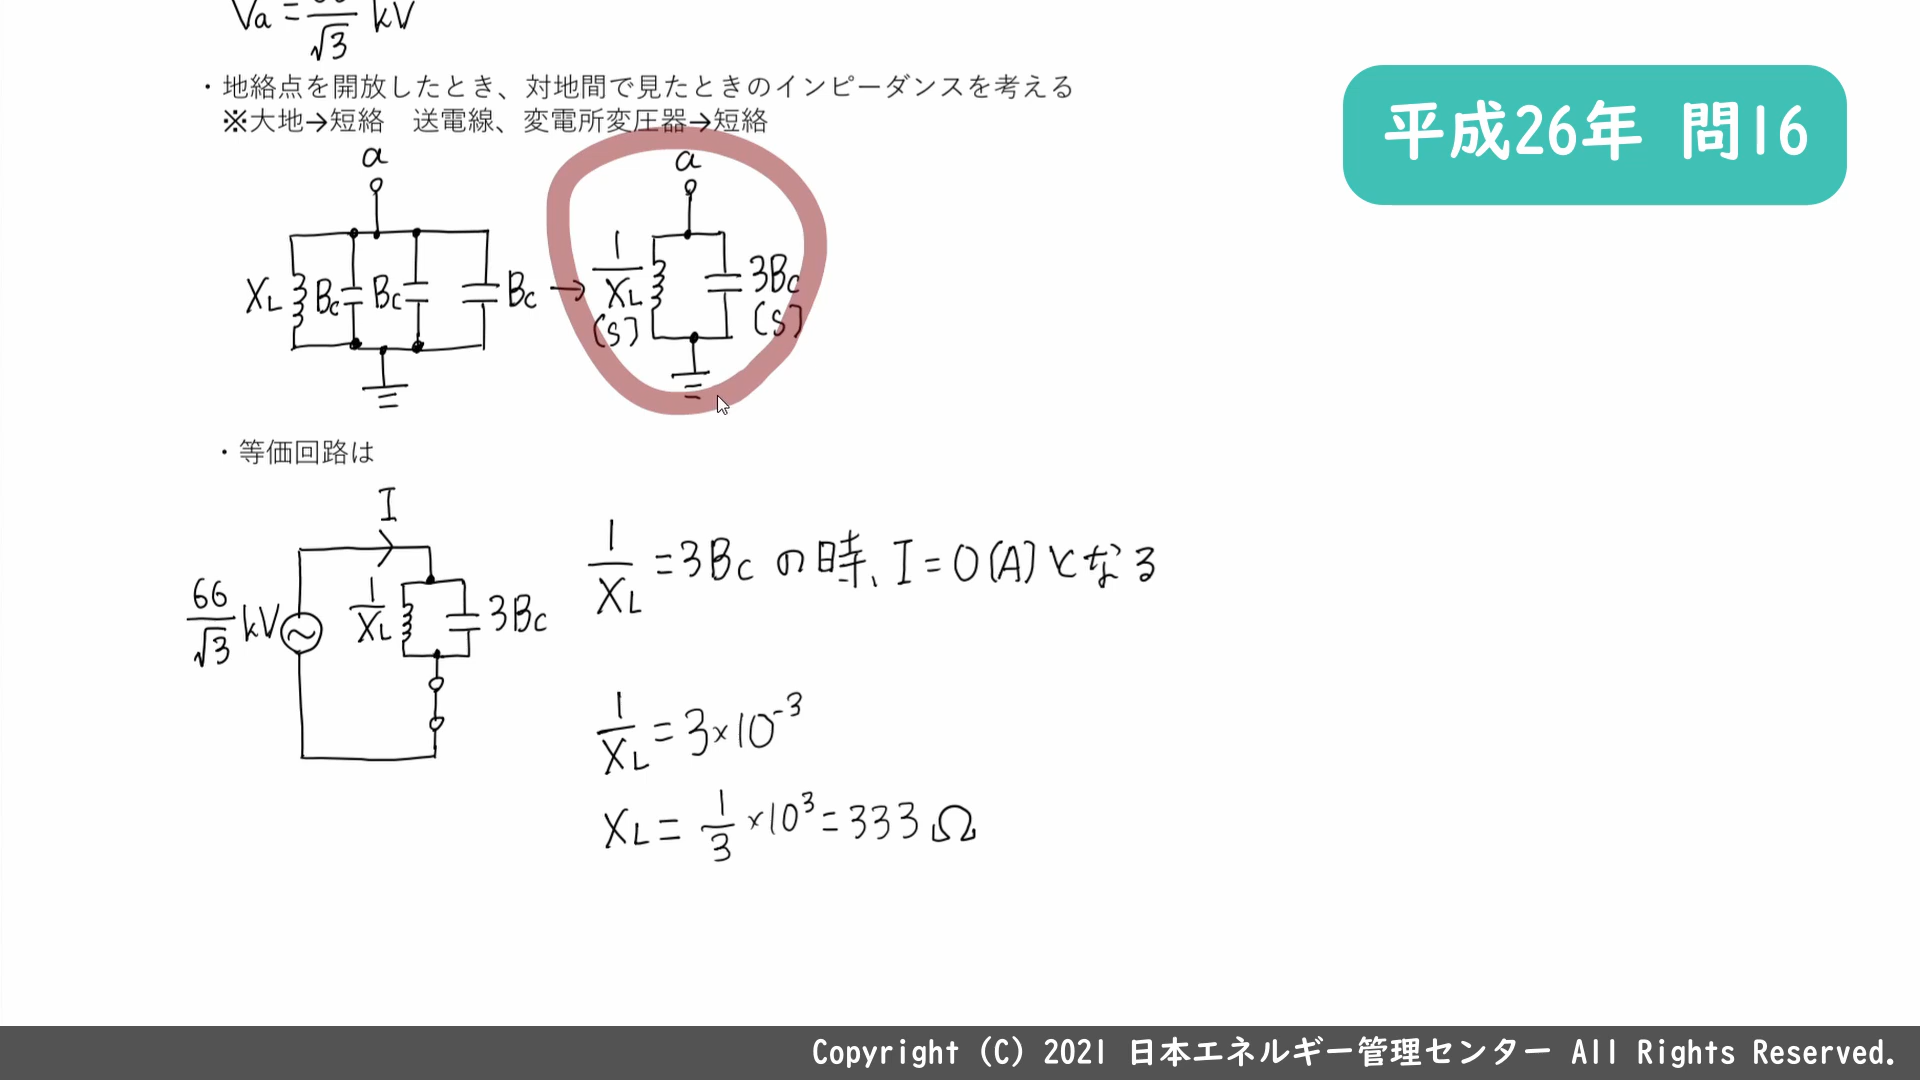 Va = 66/√3 kV
・地絡点を開放したとき、対地間で見たときのインピーダンスを考える
※大地→短絡　送電線、変電所変圧器→短絡
平成26年 問16
a
XL Bc Bc Bc →
a
1/XL (S) 3Bc (S)
・等価回路は
I
66/√3 kV 1/XL 3Bc
1/XL = 3Bc の時、I = 0(A)となる
1/XL = 3×10⁻³
XL = 1/3 ×10³ = 333 Ω
Copyright (C) 2021 日本エネルギー管理センター All Rights Reserved.